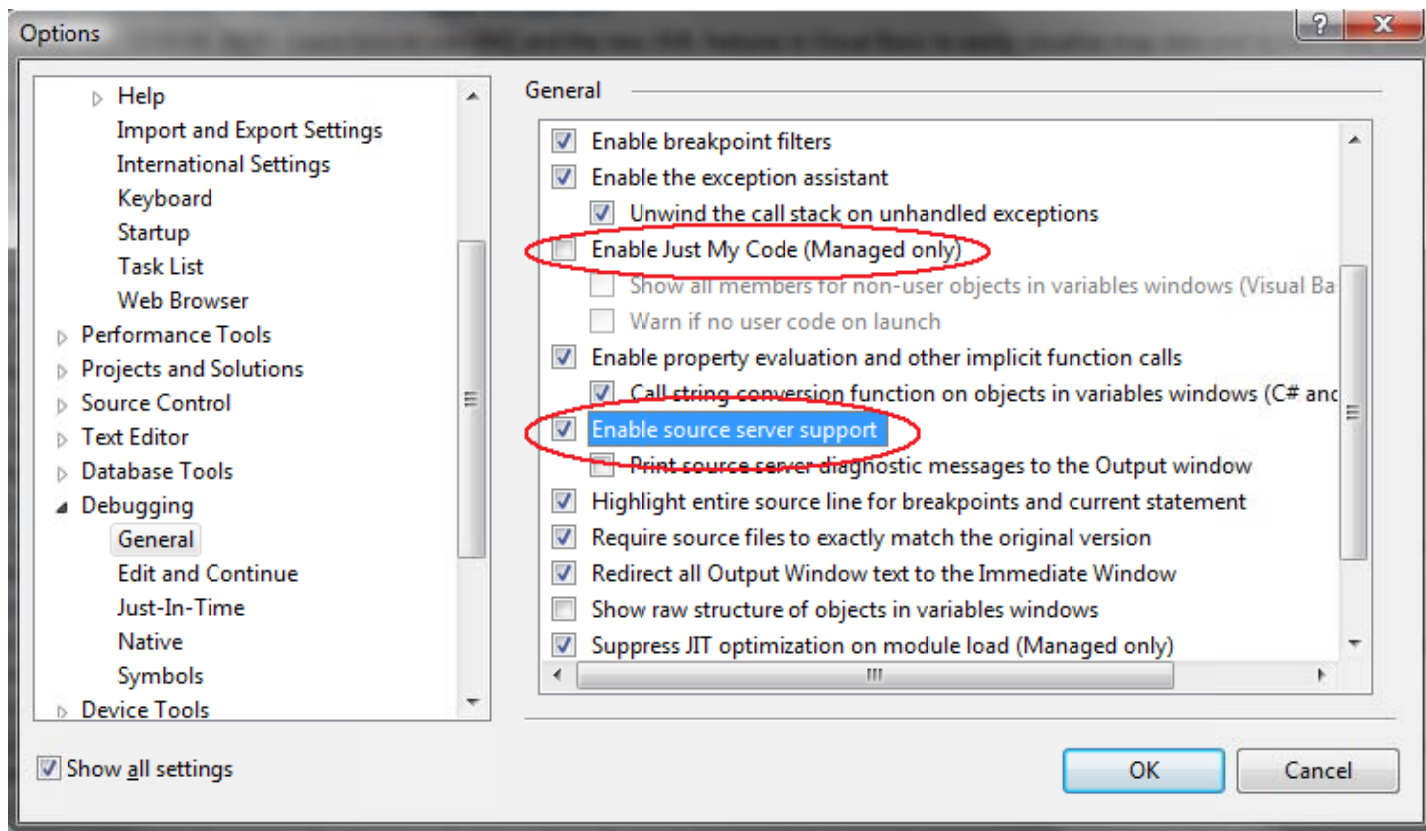 Options
?
X
Help
Import and Export Settings
International Settings
Keyboard
Startup
Task List
Web Browser
Performance Tools
Projects and Solutions
Source Control
Text Editor
Database Tools
Debugging
General
Edit and Continue
Just-In-Time
Native
Symbols
Device Tools
Show all settings
General
Enable breakpoint filters
Enable the exception assistant
Unwind the call stack on unhandled exceptions
Enable Just My Code (Managed only)
Show all members for non-user objects in variables windows (Visual Ba
Warn if no user code on launch
Enable property evaluation and other implicit function calls
Call string conversion function on objects in variables windows (C# and
Enable source server support
Print source server diagnostic messages to the Output window
Highlight entire source line for breakpoints and current statement
Require source files to exactly match the original version
Redirect all Output Window text to the Immediate Window
Show raw structure of objects in variables windows
Suppress JIT optimization on module load (Managed only)
OK
Cancel